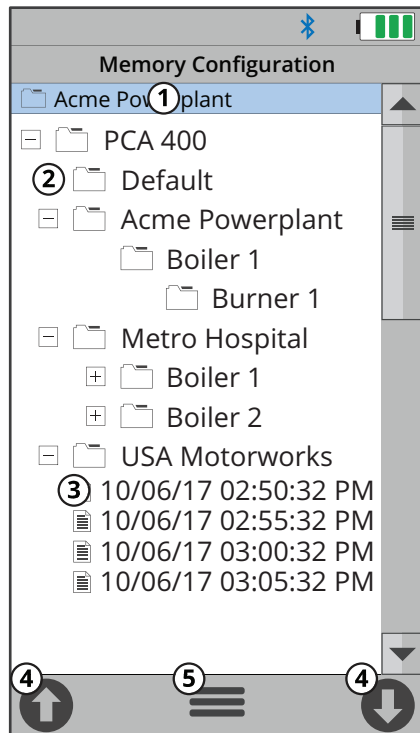 Memory Configuration
Acme Powerplant
1
PCA 400
2
Default
Acme Powerplant
Boiler 1
Burner 1
Metro Hospital
Boiler 1
Boiler 2
USA Motorworks
3
10/06/17 02:50:32 PM
10/06/17 02:55:32 PM
10/06/17 03:00:32 PM
10/06/17 03:05:32 PM
4
5
4